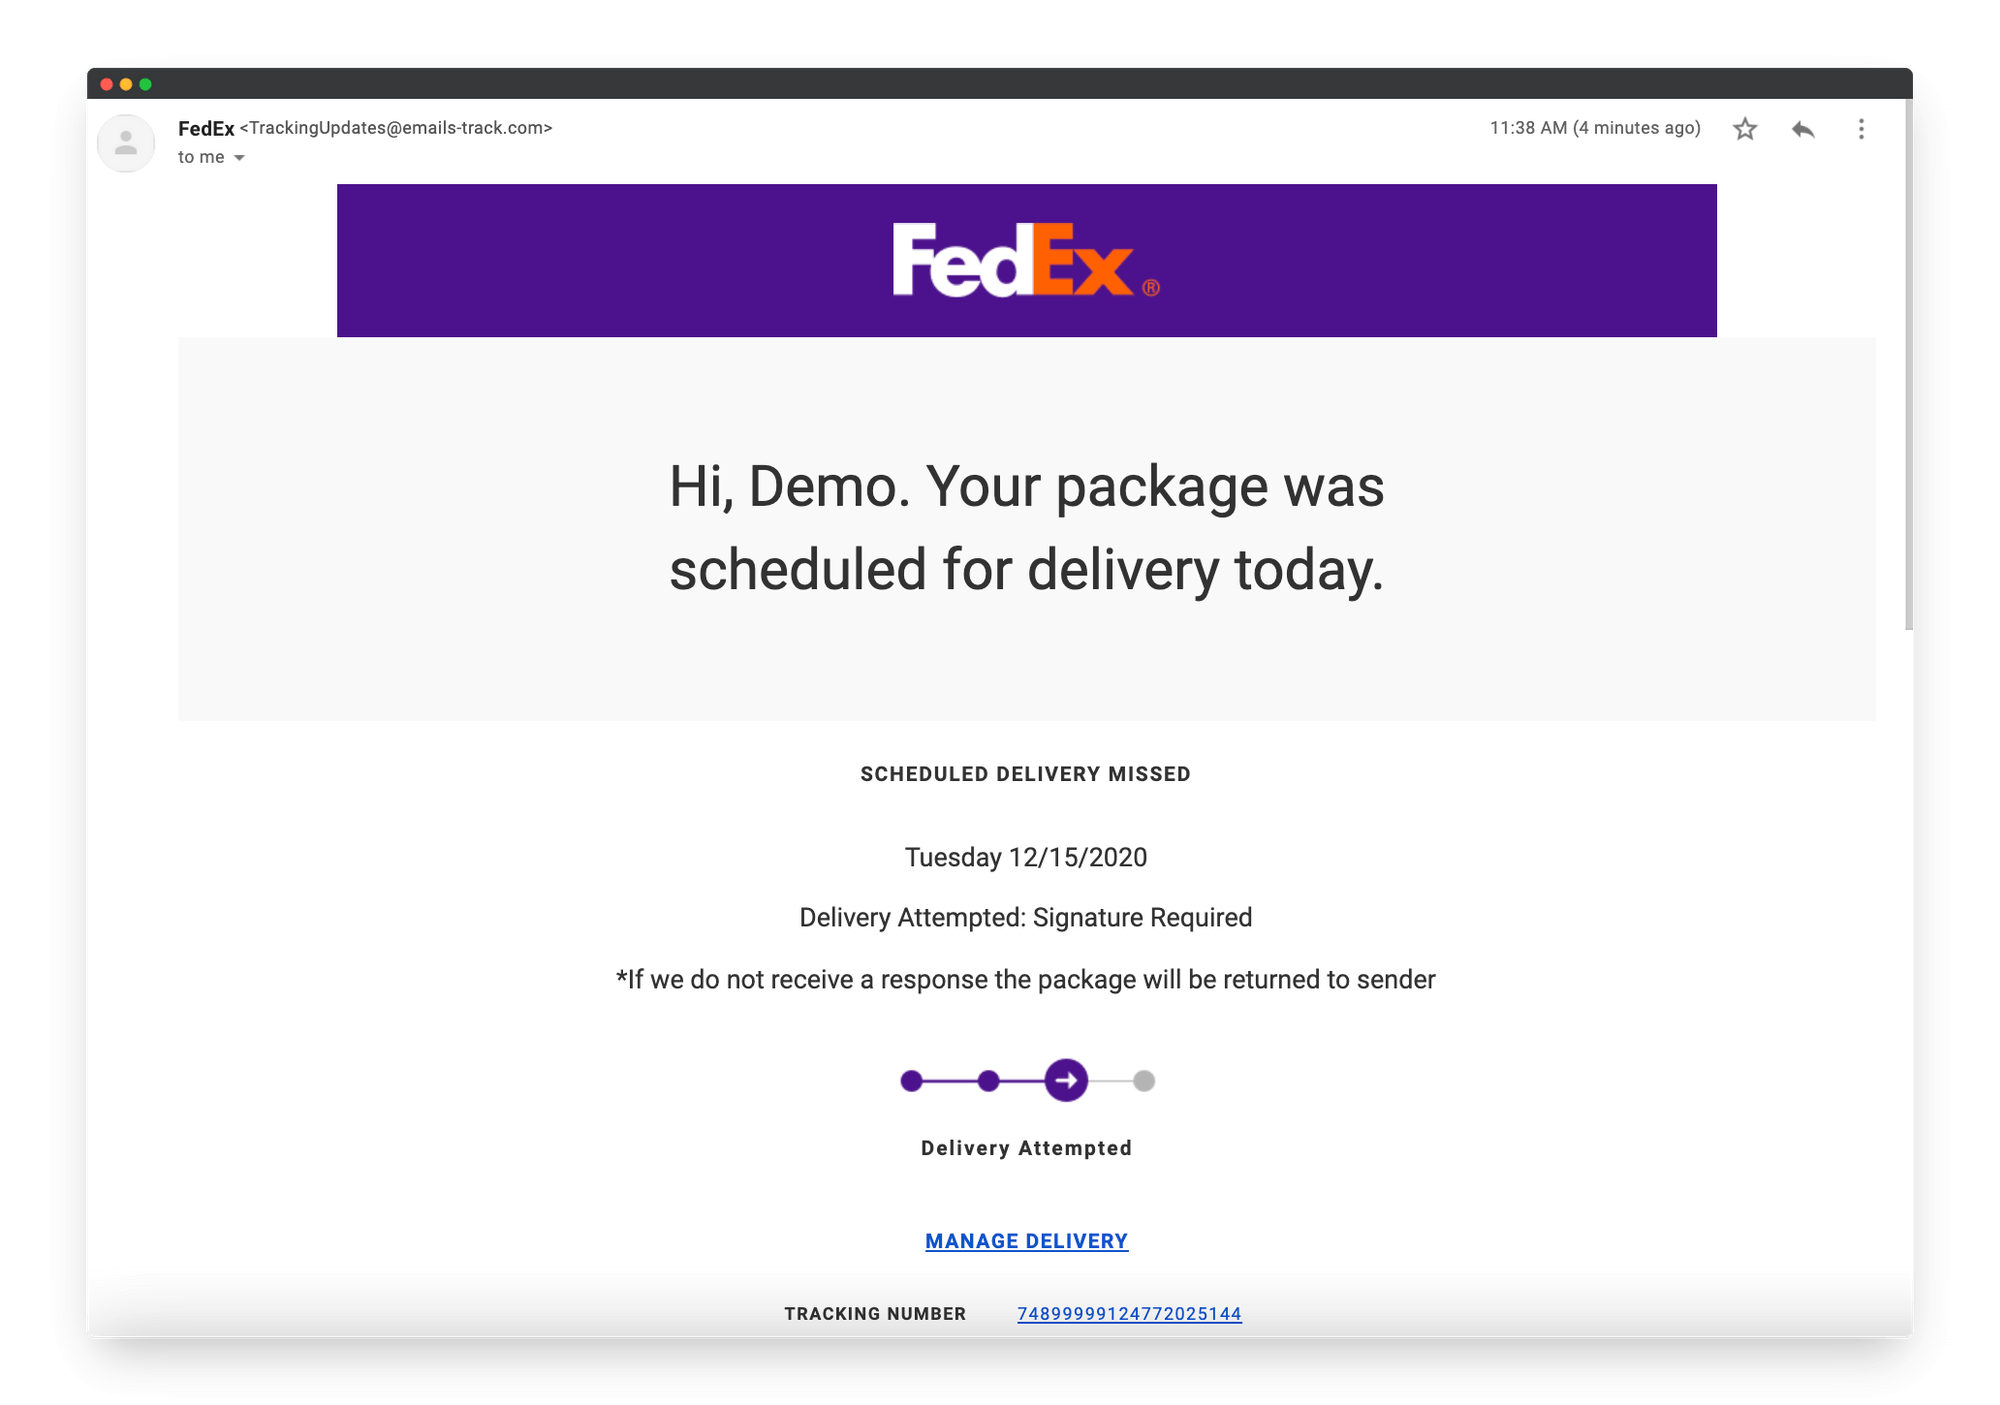 FedEx <TrackingUpdates@emails-track.com>
11:38 AM (4 minutes ago)
to me
FedEx®
Hi, Demo. Your package was
scheduled for delivery today.
SCHEDULED DELIVERY MISSED
Tuesday 12/15/2020
Delivery Attempted: Signature Required
*If we do not receive a response the package will be returned to sender
Delivery Attempted
MANAGE DELIVERY
TRACKING NUMBER 74899999124772025144